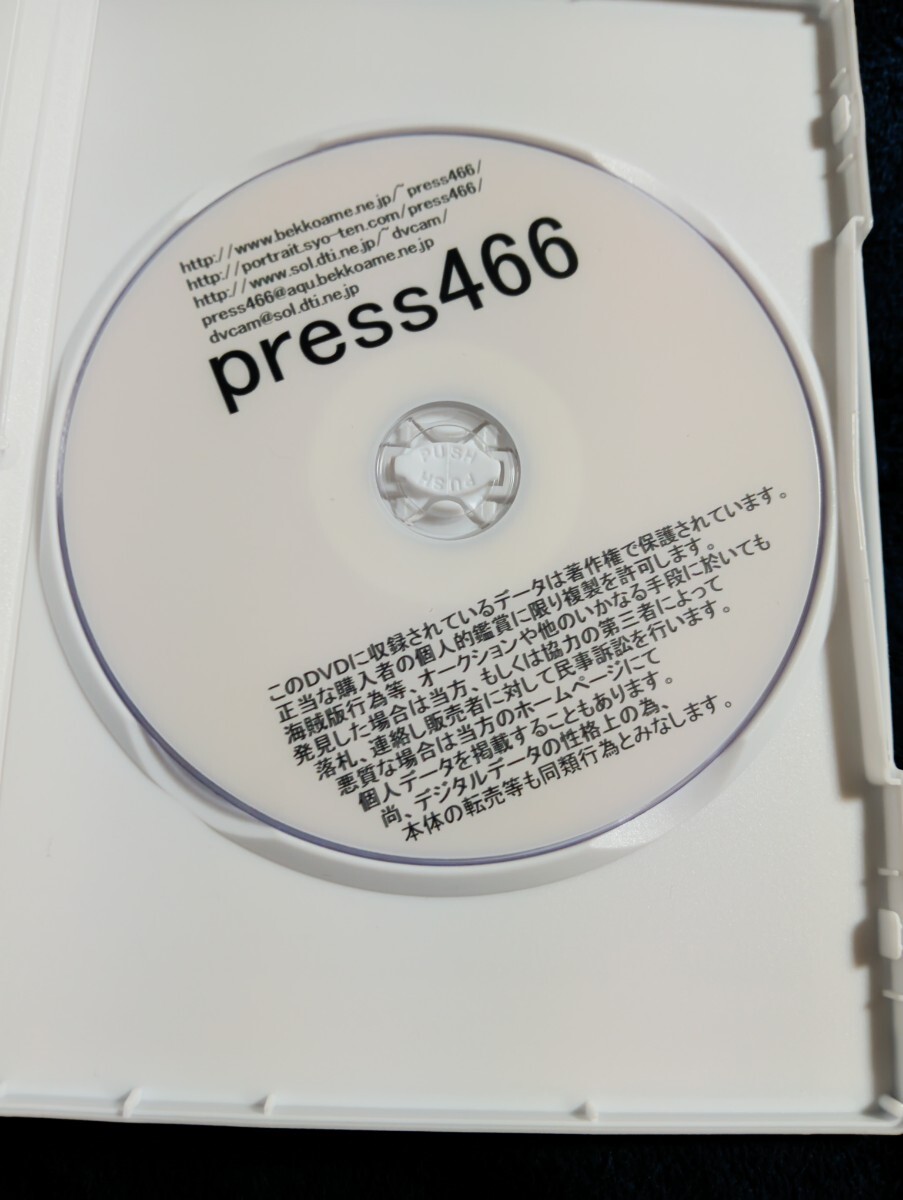 http://www.bekkoame.ne.jp/~press466/
http://portrait.syo-ten.com/press466/
http://www.sol.dti.ne.jp/~dvcam/
press466@aqu.bekkoame.ne.jp
dvcam@sol.dti.ne.jp
press466
PUSH
PUSH
このDVDに収録されているデータは著作権で保護されています。
正当な購入者の個人的鑑賞に限り複製を許可します。
海賊版行為等、オークションや他のいかなる手段に於いても
発見した場合は当方、もしくは協力の第三者によって
落札、連絡し販売者に対して民事訴訟を行います。
悪質な場合は当方のホームページにて
個人データを掲載することもあります。
尚、デジタルデータの性格上の為、
本体の転売等も同類行為とみなします。